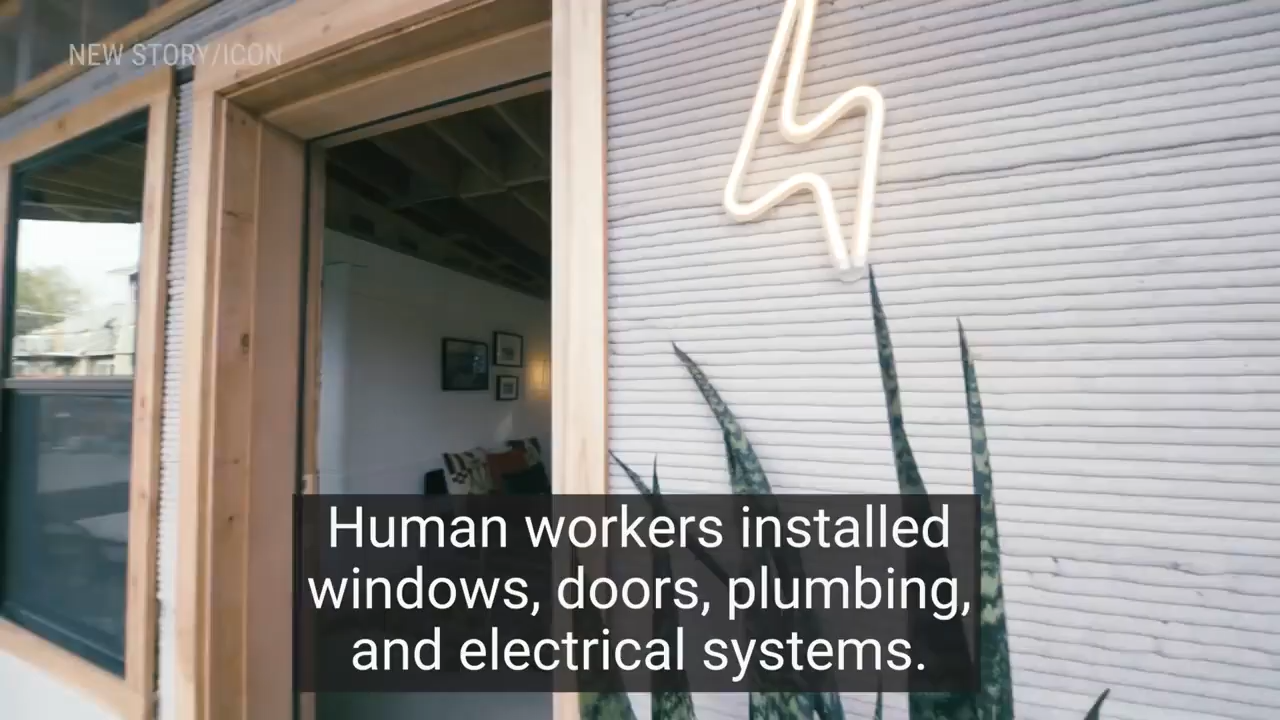 NEW STORY/ICON
Human workers installed
windows, doors, plumbing,
and electrical systems.